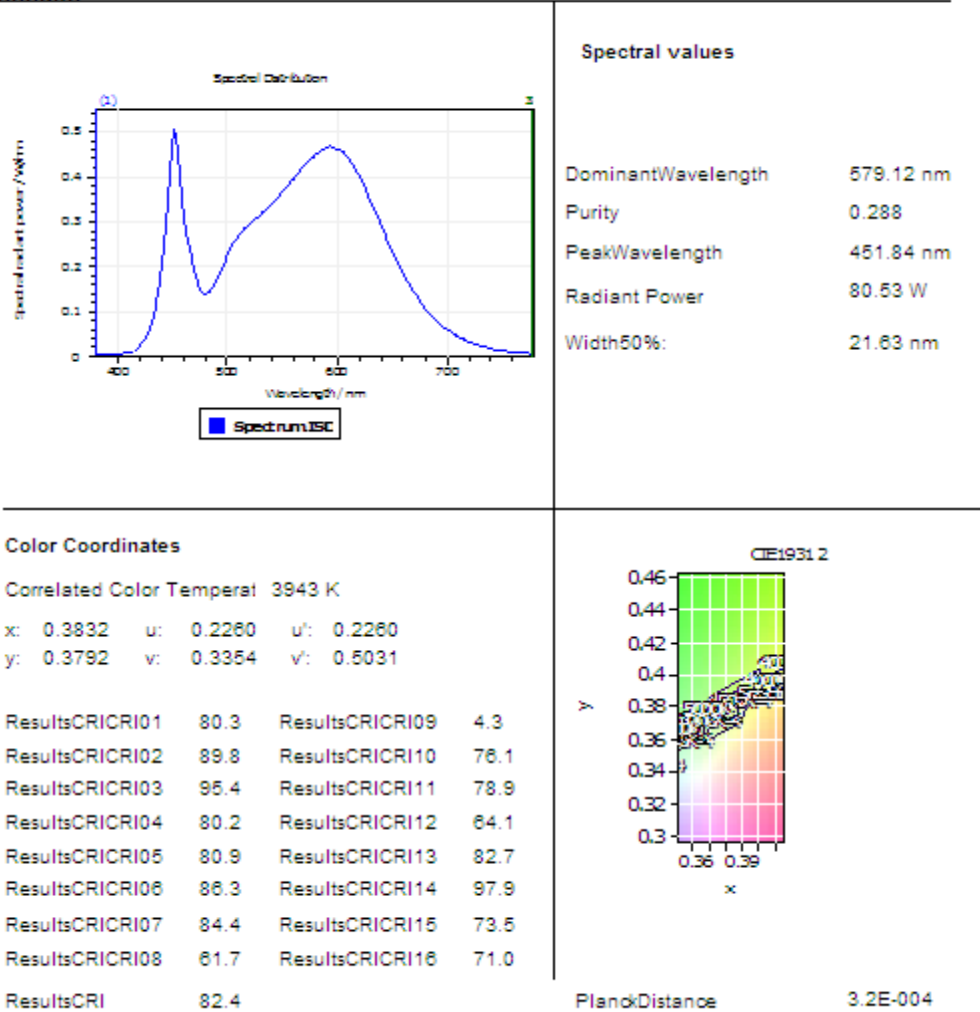 Spectral values
Spectral Distribution
(1)
0.5
0.4
0.3
0.2
0.1
0
400 500 600 700
Wavelength / nm
Spectrum.ISD
DominantWavelength 579.12 nm
Purity 0.288
PeakWavelength 451.84 nm
Radiant Power 80.53 W
Width50%: 21.63 nm
Color Coordinates
Correlated Color Temperat 3943 K
x: 0.3832 u: 0.2260 u': 0.2260
y: 0.3792 v: 0.3354 v': 0.5031
ResultsCRICRI01 80.3 ResultsCRICRI09 4.3
ResultsCRICRI02 89.8 ResultsCRICRI10 76.1
ResultsCRICRI03 95.4 ResultsCRICRI11 78.9
ResultsCRICRI04 80.2 ResultsCRICRI12 64.1
ResultsCRICRI05 80.9 ResultsCRICRI13 82.7
ResultsCRICRI06 86.3 ResultsCRICRI14 97.9
ResultsCRICRI07 84.4 ResultsCRICRI15 73.5
ResultsCRICRI08 61.7 ResultsCRICRI16 71.0
ResultsCRI 82.4
CIE1931 2
0.46
0.44
0.42
0.4
0.38
0.36
0.34
0.32
0.3
0.36 0.39
x
y
PlanckDistance 3.2E-004